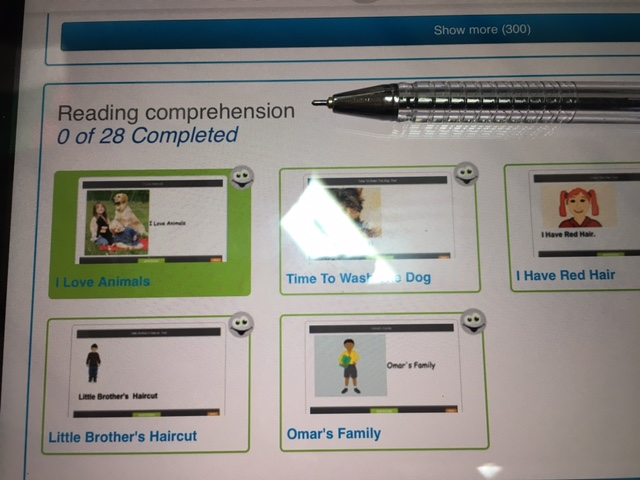 Show more (300)
Reading comprehension
0 of 28 Completed
I Love Animals
I Love Animals
Time To Wash Dog
I Have Red Hair.
I Have Red Hair
Little Brother's Haircut
Little Brother's Haircut
Omar's Family
Omar's Family